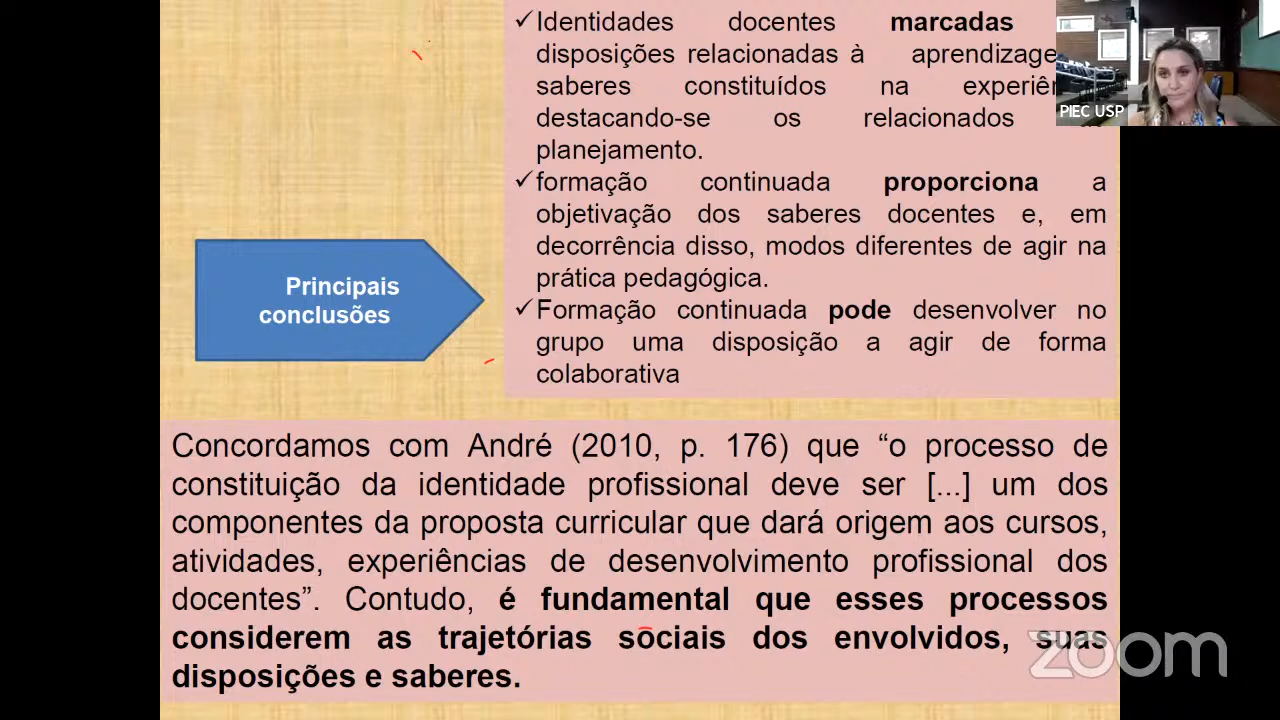 ✓Identidades docentes marcadas
disposições relacionadas à
saberes constituídos na
destacando-se os relacionados
planejamento.
✓formação continuada proporciona a
objetivação dos saberes docentes e, em
decorrência disso, modos diferentes de agir na
prática pedagógica.
✓Formação continuada pode desenvolver no
grupo uma disposição a agir de forma
colaborativa
PIEC USP
Principais
conclusões
Concordamos com André (2010, p. 176) que “o processo de
constituição da identidade profissional deve ser [...] um dos
componentes da proposta curricular que dará origem aos cursos,
atividades, experiências de desenvolvimento profissional dos
docentes”. Contudo, é fundamental que esses processos
considerem as trajetórias sociais dos envolvidos, suas
disposições e saberes.
zoom